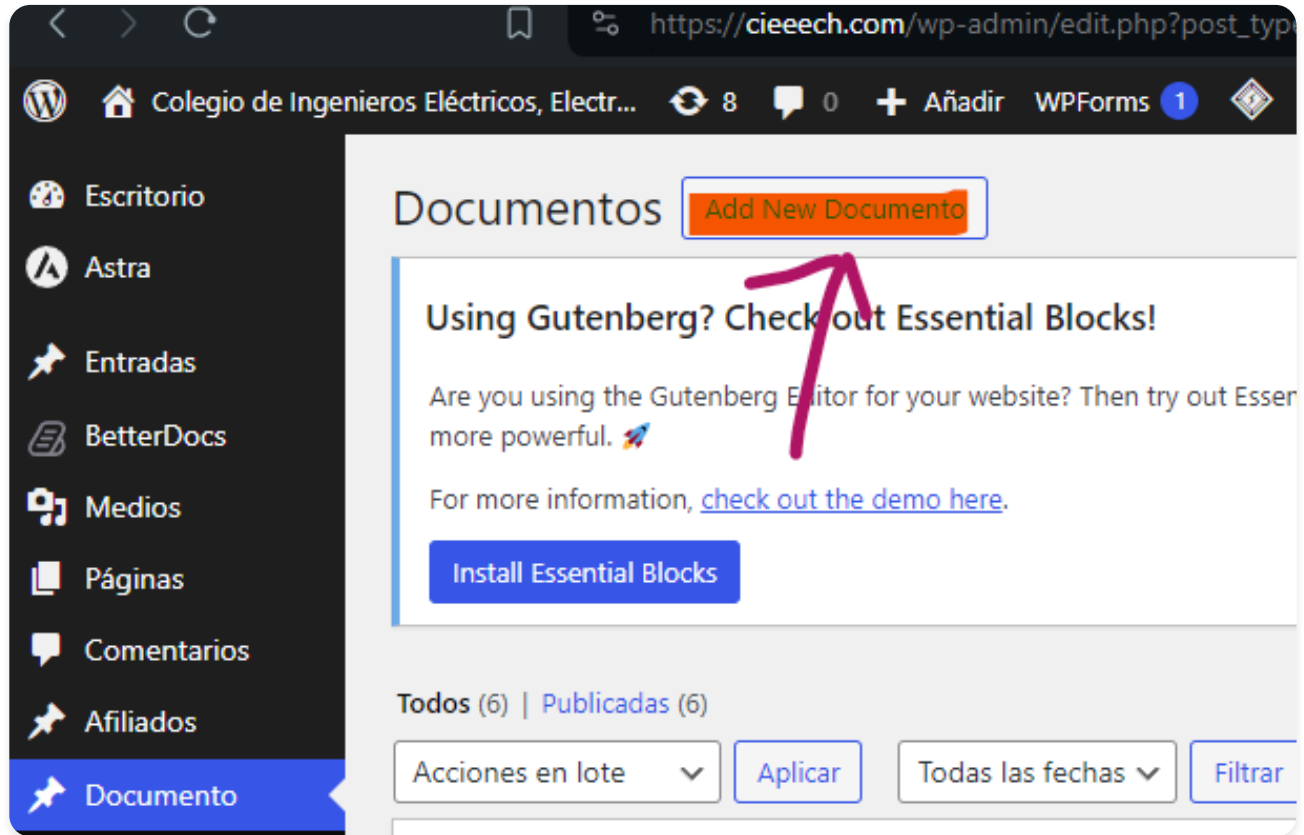 https://cieeech.com/wp-admin/edit.php?post_type
Colegio de Ingenieros Eléctricos, Electr... 8 0 Añadir WPForms 1
Escritorio
Astra
Entradas
BetterDocs
Medios
Páginas
Comentarios
Afiliados
Documento
Documentos Add New Documento
Using Gutenberg? Check out Essential Blocks!
Are you using the Gutenberg Editor for your website? Then try out Essen
more powerful. 🚀
For more information, check out the demo here.
Install Essential Blocks
Todos (6) | Publicadas (6)
Acciones en lote Aplicar Todas las fechas Filtrar